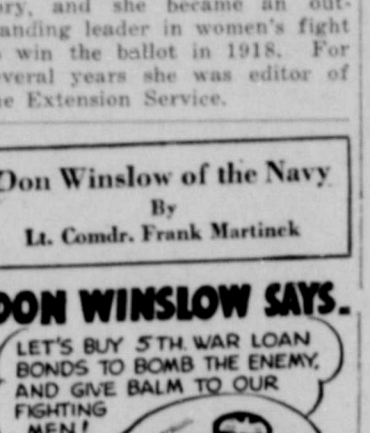 and she became an out-
anding leader in women's fight
win the ballot in 1918. For
veral years she was editor of
e Extension Service.
Don Winslow of the Navy
By
Lt. Comdr. Frank Martinek
DON WINSLOW SAYS-
LET'S BUY 5TH. WAR LOAN
BONDS TO BOMB THE ENEMY,
AND GIVE BALM TO OUR
FIGHTING
MEN!